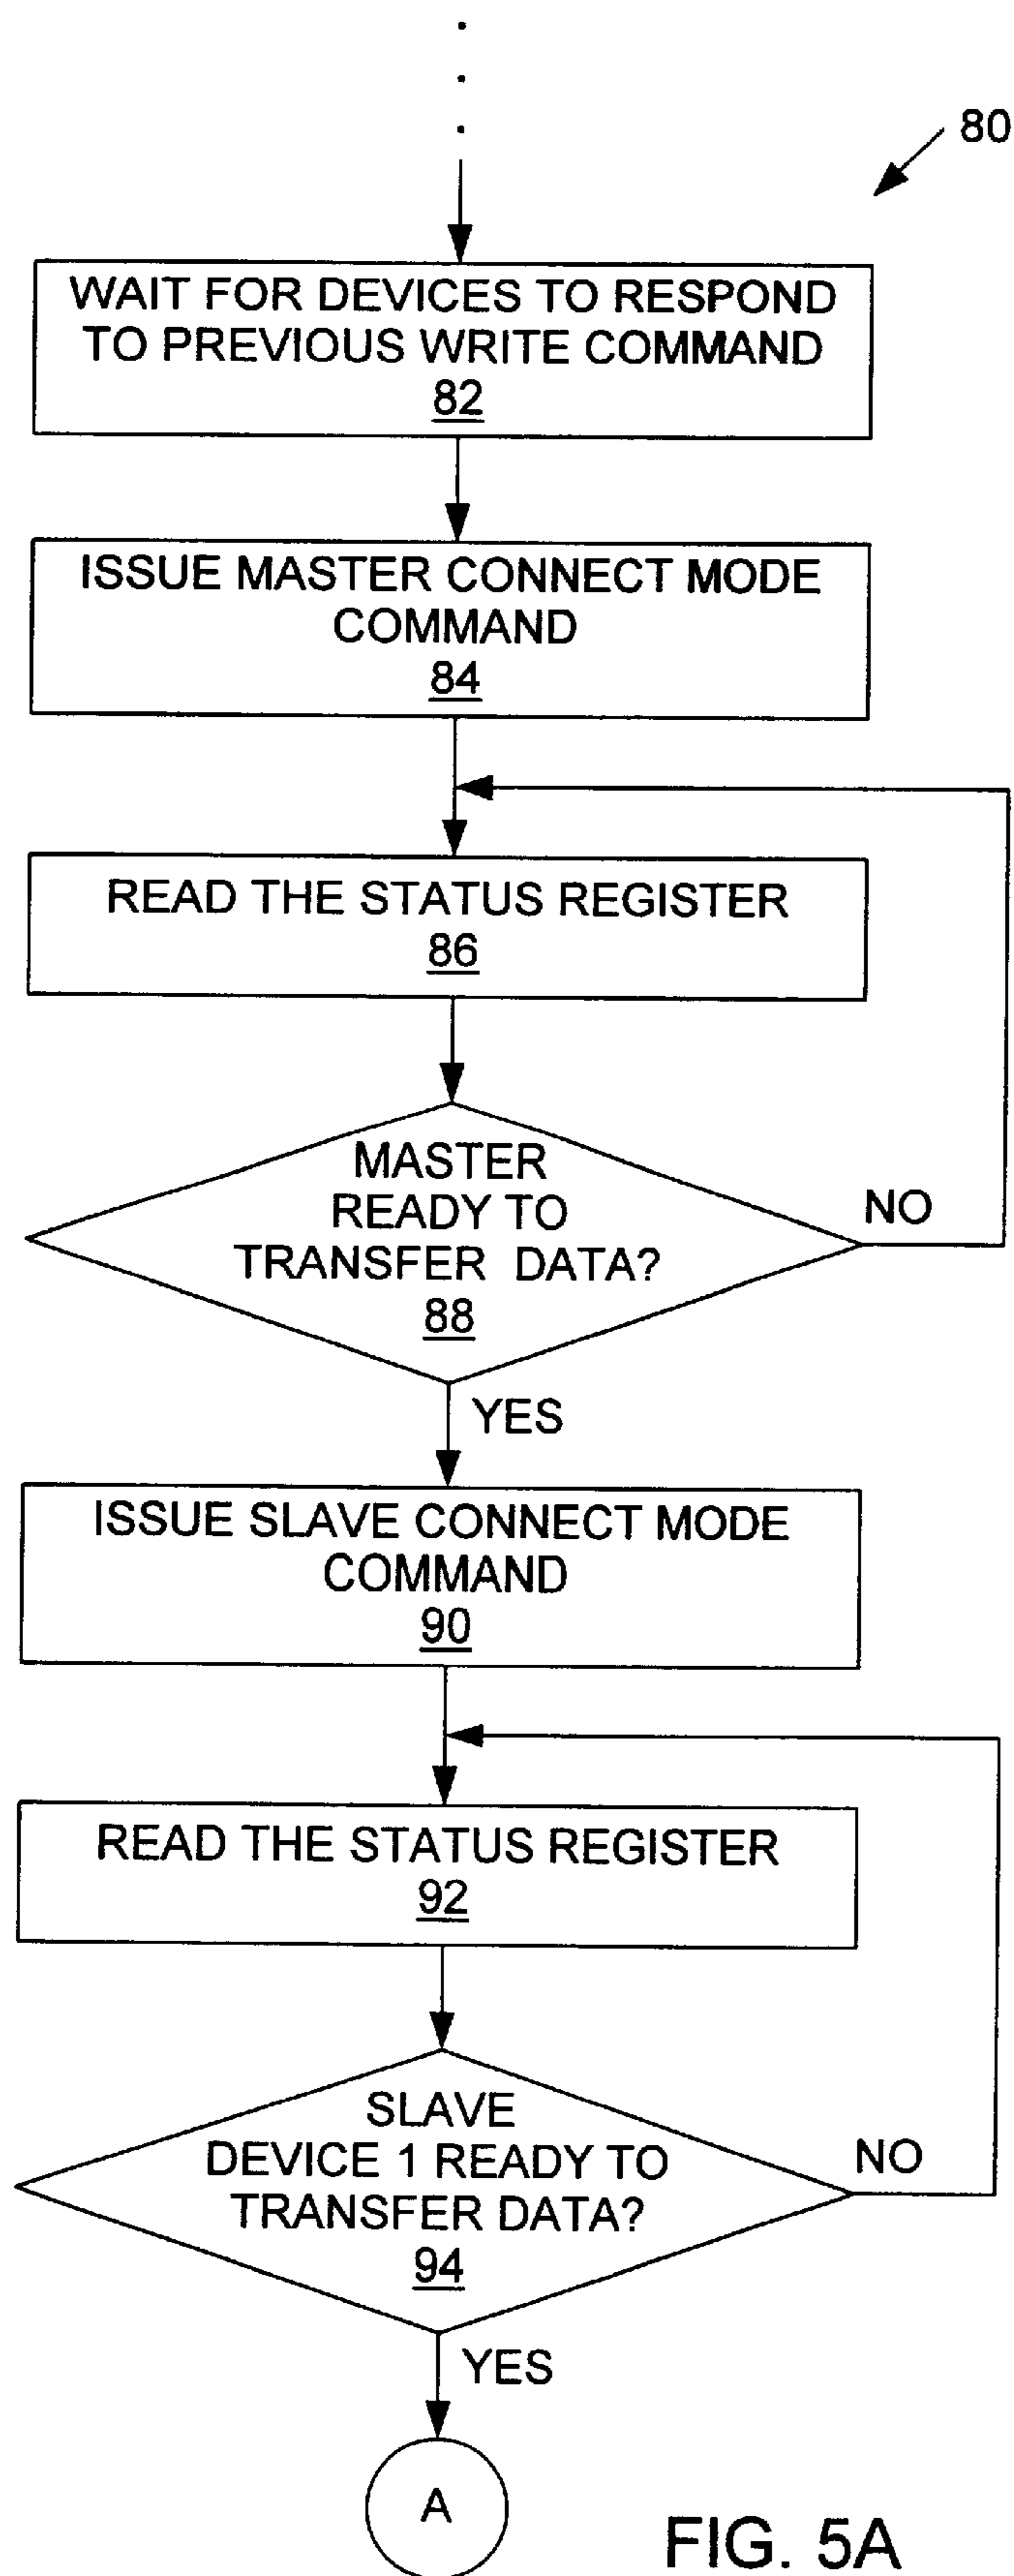 80
WAIT FOR DEVICES TO RESPOND
TO PREVIOUS WRITE COMMAND
82
ISSUE MASTER CONNECT MODE
COMMAND
84
READ THE STATUS REGISTER
86
MASTER
READY TO
TRANSFER DATA?
88
NO
YES
ISSUE SLAVE CONNECT MODE
COMMAND
90
READ THE STATUS REGISTER
92
SLAVE
DEVICE 1 READY TO
TRANSFER DATA?
94
NO
YES
A
FIG. 5A